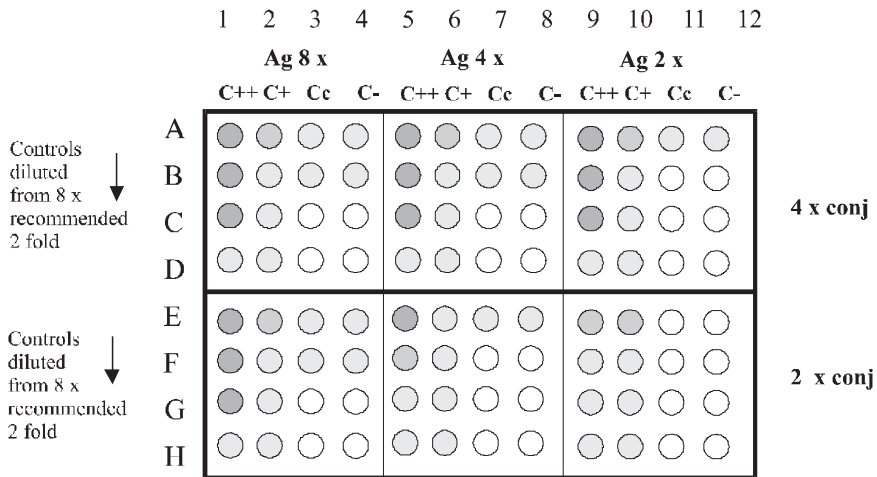 1 2 3 4 5 6 7 8 9 10 11 12
Ag 8 x Ag 4 x Ag 2 x
C++ C+ Cc C- C++ C+ Cc C- C++ C+ Cc C-
A
B
C
D
Controls
diluted
from 8 x
recommended
2 fold
4 x conj
E
F
G
H
Controls
diluted
from 8 x
recommended
2 fold
2 x conj